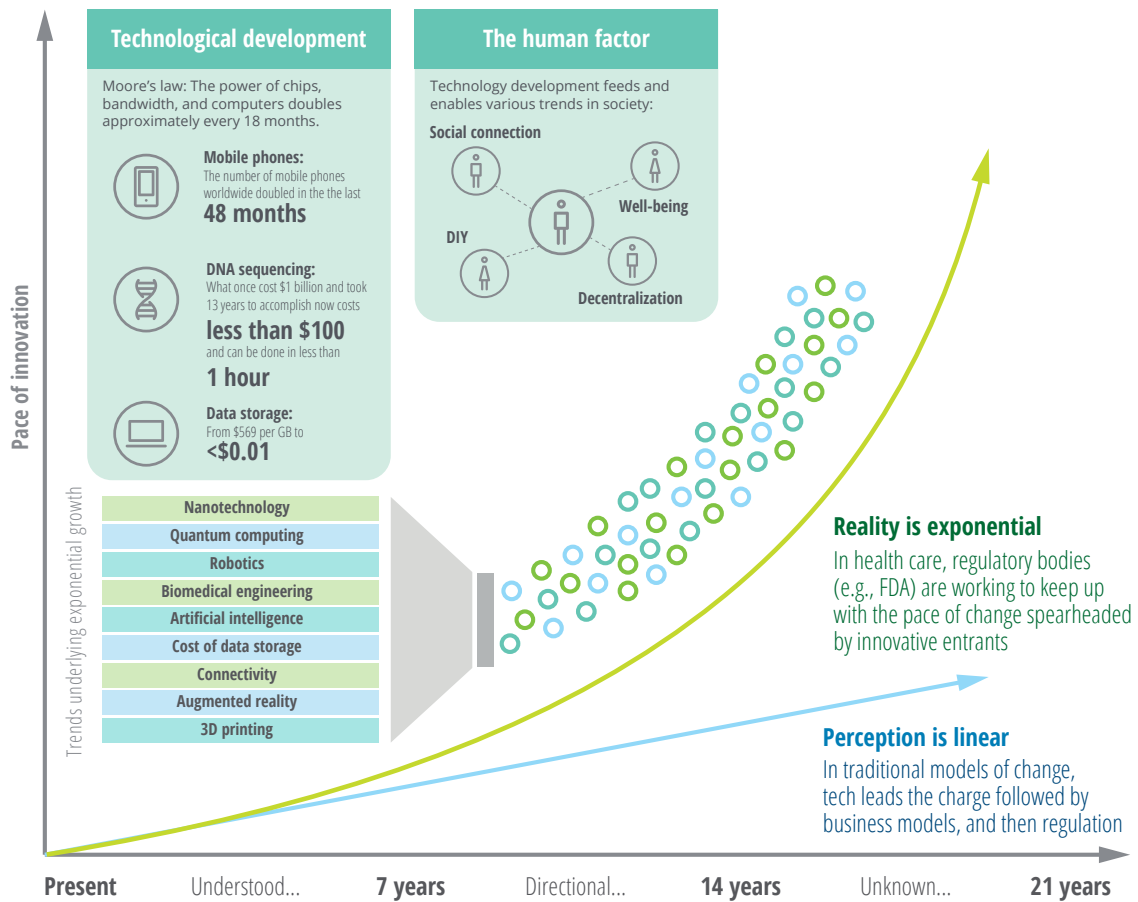 Technological development
Moore's law: The power of chips,
bandwidth, and computers doubles
approximately every 18 months.
Mobile phones:
The number of mobile phones
worldwide doubled in the the last
48 months
DNA sequencing:
What once cost $1 billion and took
13 years to accomplish now costs
less than $100
and can be done in less than
1 hour
Data storage:
From $569 per GB to
<$0.01
The human factor
Technology development feeds and
enables various trends in society:
Social connection
Well-being
DIY
Decentralization
Pace of innovation
Trends underlying exponential growth
Nanotechnology
Quantum computing
Robotics
Biomedical engineering
Artificial intelligence
Cost of data storage
Connectivity
Augmented reality
3D printing
Reality is exponential
In health care, regulatory bodies
(e.g., FDA) are working to keep up
with the pace of change spearheaded
by innovative entrants
Perception is linear
In traditional models of change,
tech leads the charge followed by
business models, and then regulation
Present Understood... 7 years Directional... 14 years Unknown... 21 years